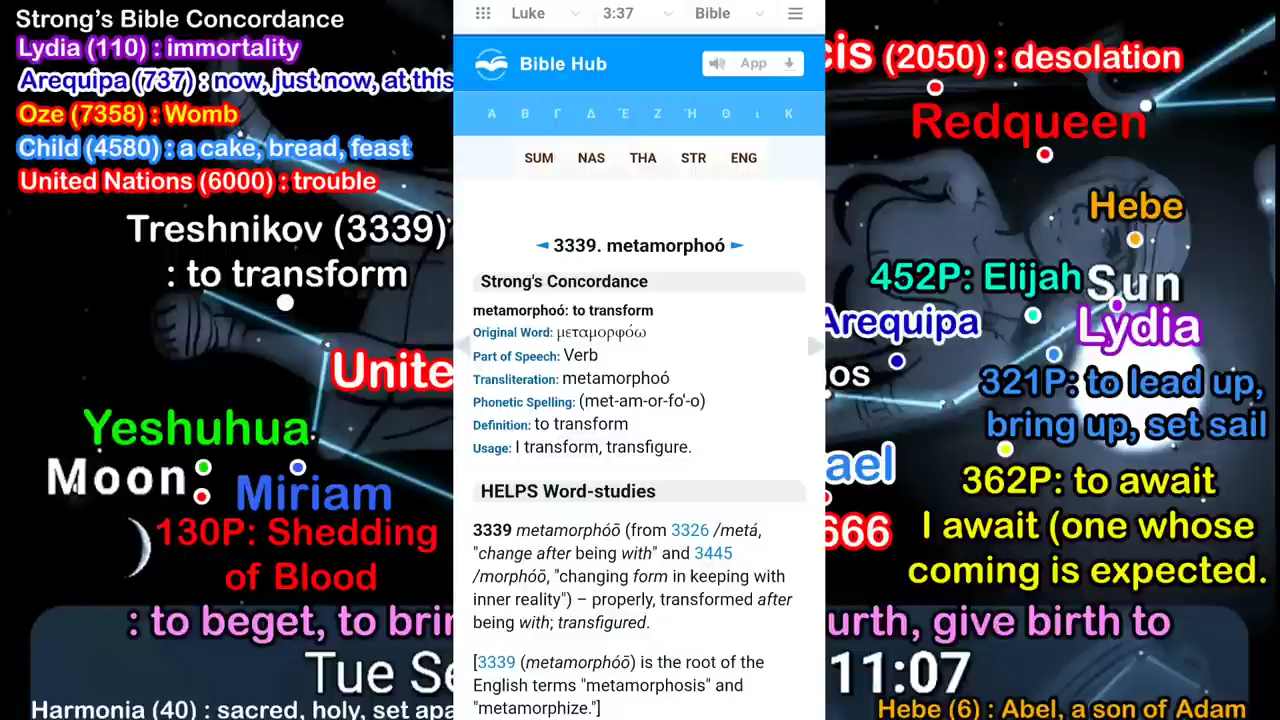 Strong's Bible Concordance
Lydia (110) : immortality
Arequipa (737) : now, just now, at this
Oze (7358) : Womb
Child (4580) : a cake, bread, feast
United Nations (6000) : trouble
Treshnikov (3339)
: to transform
Unite
Yeshuhua
Moon:
Miriam
130P: Shedding
of Blood
: to beget, to brin
Tue Se
Harmonia (40) : sacred, holy, set apa
Luke 3:37 Bible
Bible Hub
App
Α Β Γ Δ Έ Ζ Ἡ Θ ι Κ
SUM NAS THA STR ENG
◄ 3339. metamorphoó ►
Strong's Concordance
metamorphoó: to transform
Original Word: μεταμορφόω
Part of Speech: Verb
Transliteration: metamorphoó
Phonetic Spelling: (met-am-or-fo'-o)
Definition: to transform
Usage: I transform, transfigure.
HELPS Word-studies
3339 metamorphóō (from 3326 /metá,
"change after being with" and 3445
/morphóō, "changing form in keeping with
inner reality") – properly, transformed after
being with; transfigured.
[3339 (metamorphóō) is the root of the
English terms "metamorphosis" and
"metamorphize."]
cis (2050) : desolation
Redqueen
Hebe
452P: Elijah
Sun
Arequipa
Lydia
os
321P: to lead up,
bring up, set sail
ael
362P: to await
666
I await (one whose
coming is expected.
urth, give birth to
11:07
Hebe (6) : Abel, a son of Adam